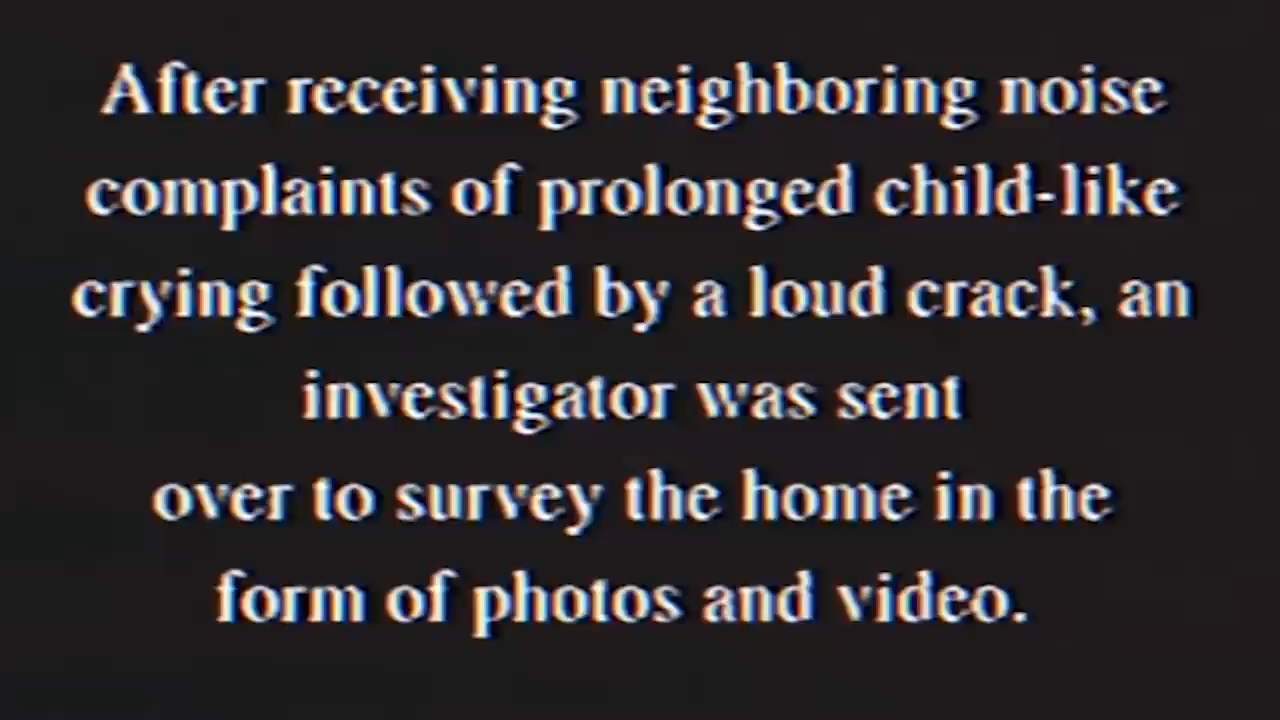 After receiving neighboring noise
complaints of prolonged child-like
crying followed by a loud crack, an
investigator was sent
over to survey the home in the
form of photos and video.